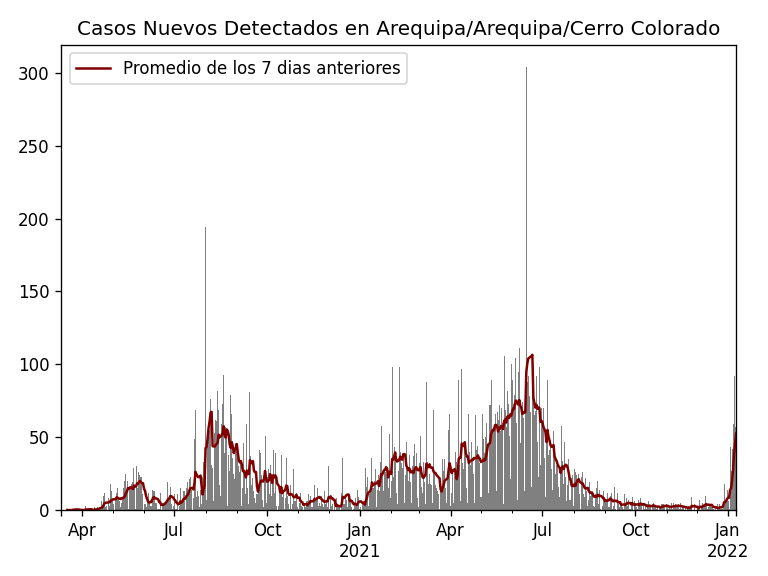 Casos Nuevos Detectados en Arequipa/Arequipa/Cerro Colorado
Promedio de los 7 dias anteriores
300
250
200
150
100
50
0
Apr Jul Oct Jan Apr Jul Oct Jan
2021 2022